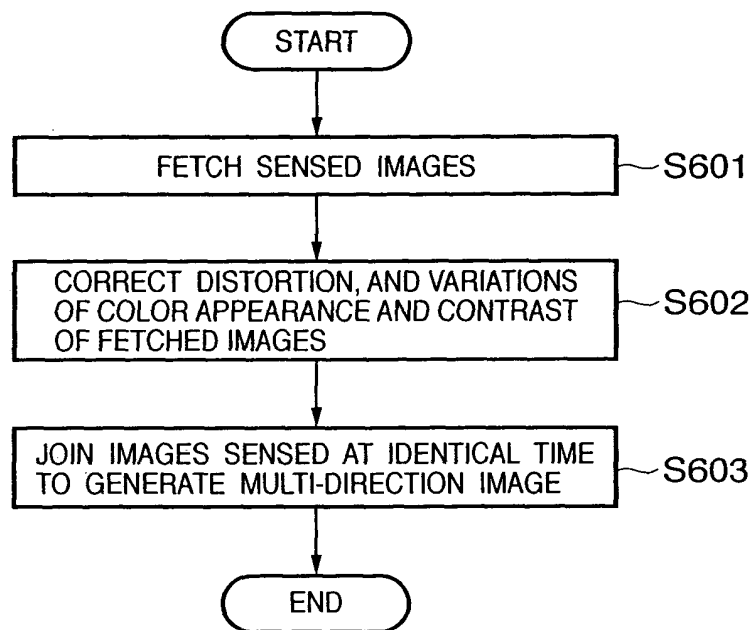 START
FETCH SENSED IMAGES
S601
CORRECT DISTORTION, AND VARIATIONS
OF COLOR APPEARANCE AND CONTRAST
OF FETCHED IMAGES
S602
JOIN IMAGES SENSED AT IDENTICAL TIME
TO GENERATE MULTI-DIRECTION IMAGE
S603
END